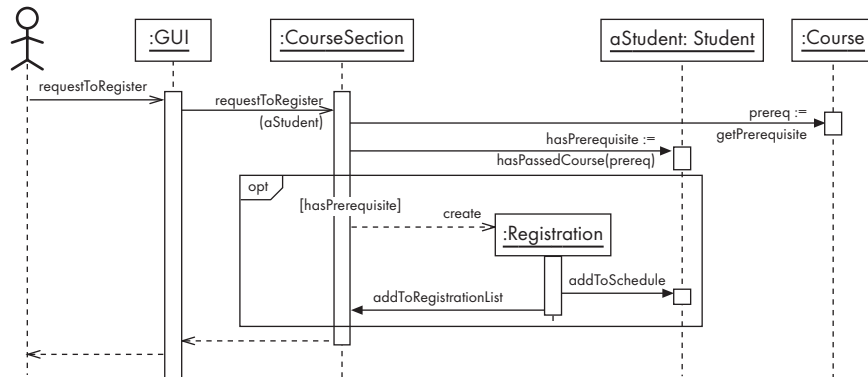 :GUI
:CourseSection
aStudent: Student
:Course
requestToRegister
requestToRegister
(aStudent)
prereq :=
getPrerequisite
hasPrerequisite :=
hasPassedCourse(prereq)
opt
[hasPrerequisite]
create
:Registration
addToSchedule
addToRegistrationList